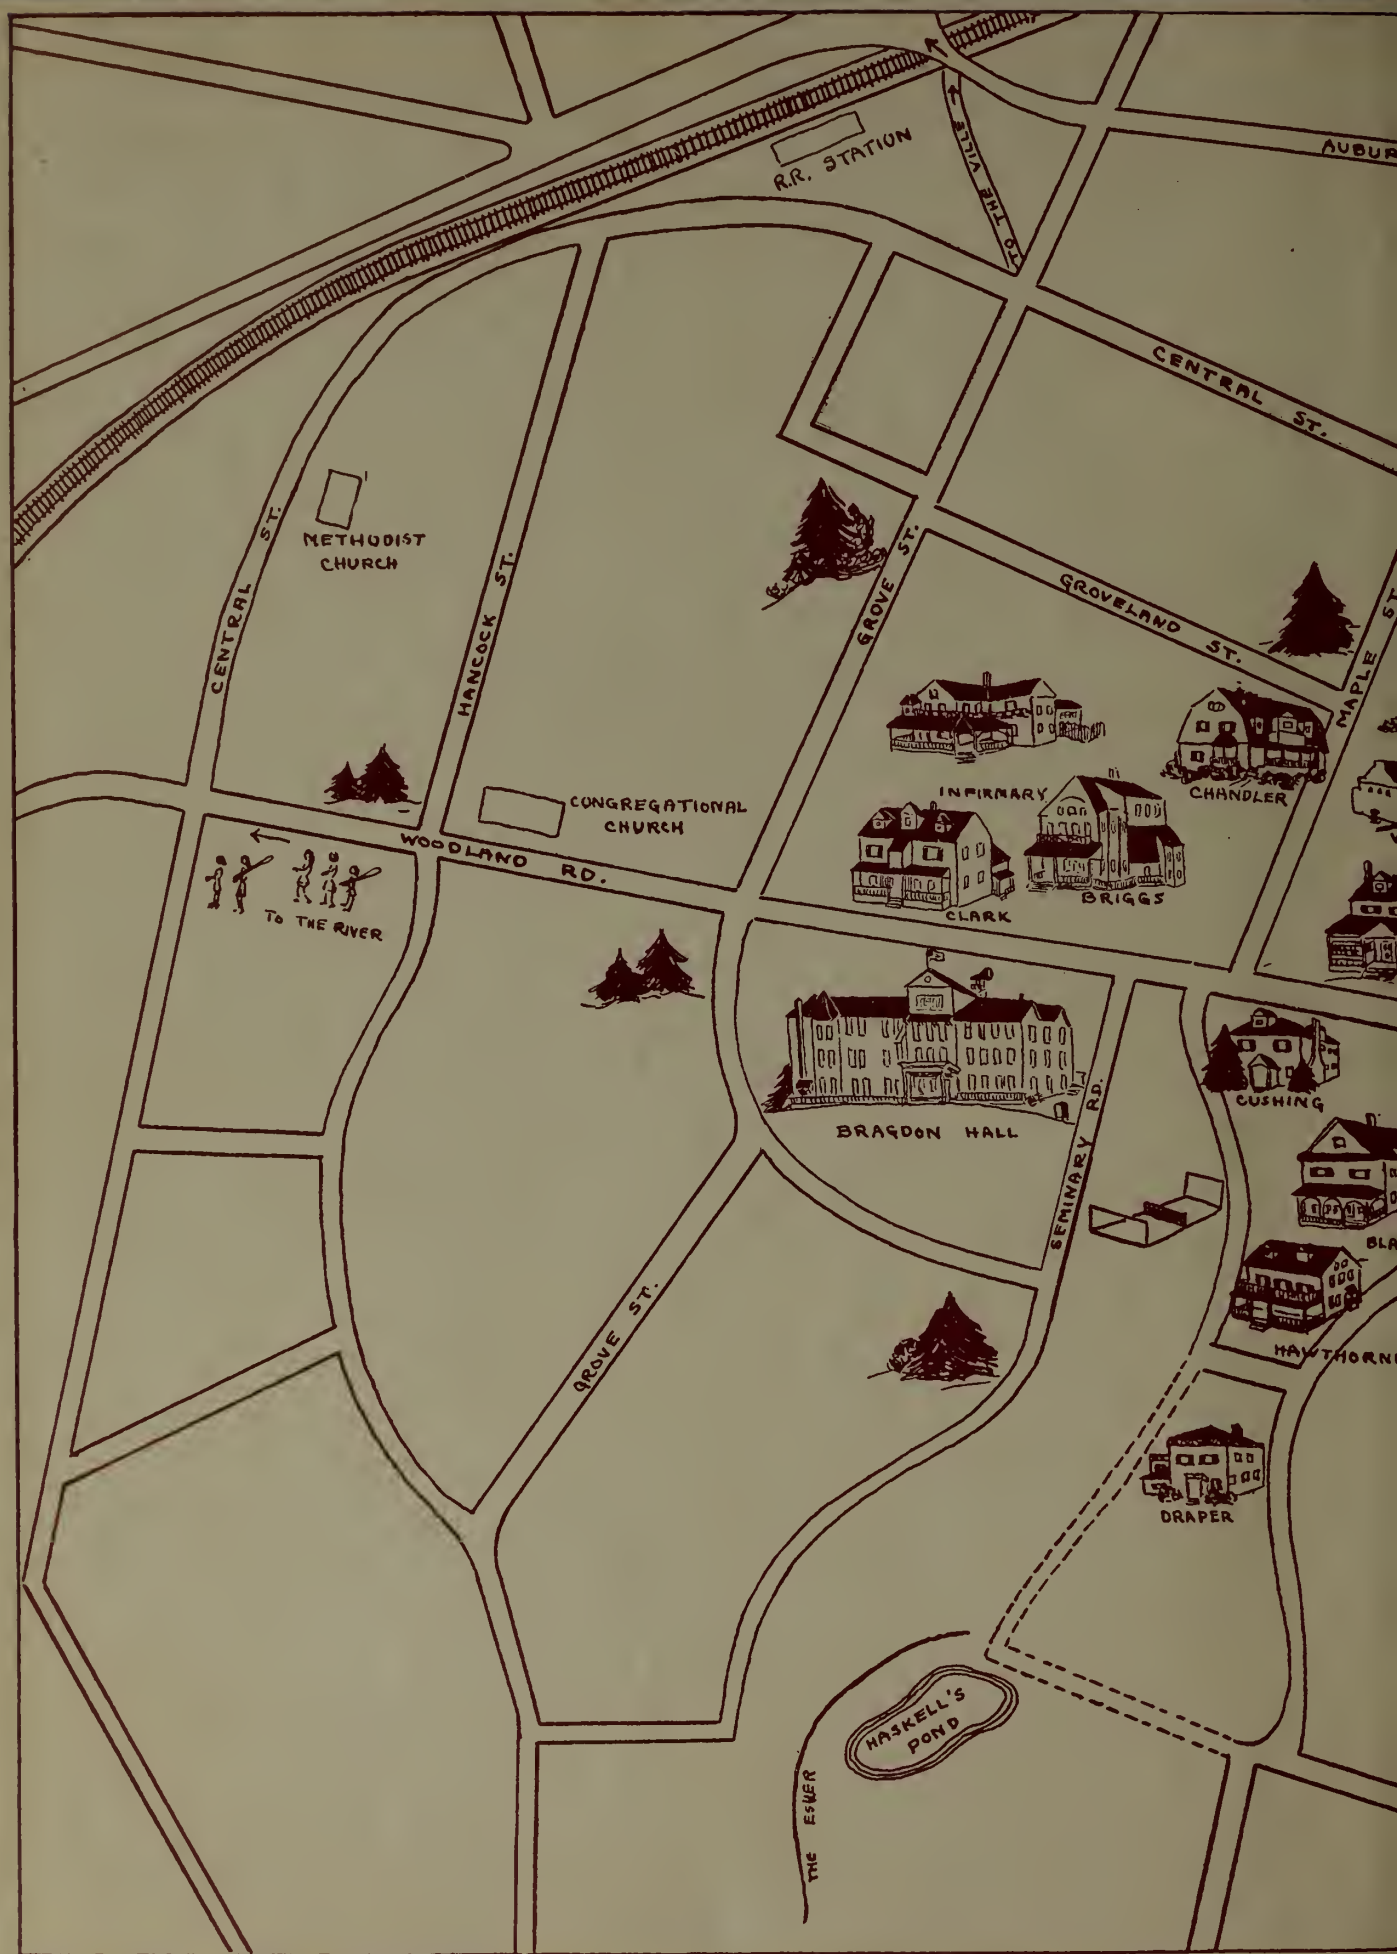 AUBUR
R.R. STATION
TO THE VILLE
CENTRAL ST.
METHODIST
CHURCH
CENTRAL ST.
HANCOCK ST.
GROVE ST.
GROVELAND ST.
MAPLE ST
INFIRMARY
CHANDLER
CONGREGATIONAL
CHURCH
WOODLAND RD.
BRIGGS
CLARK
TO THE RIVER
CUSHING
BRAGDON HALL
SEMINARY RD.
BLA
GROVE ST.
HAWTHORN
DRAPER
HASKELL'S
POND
THE ESKER